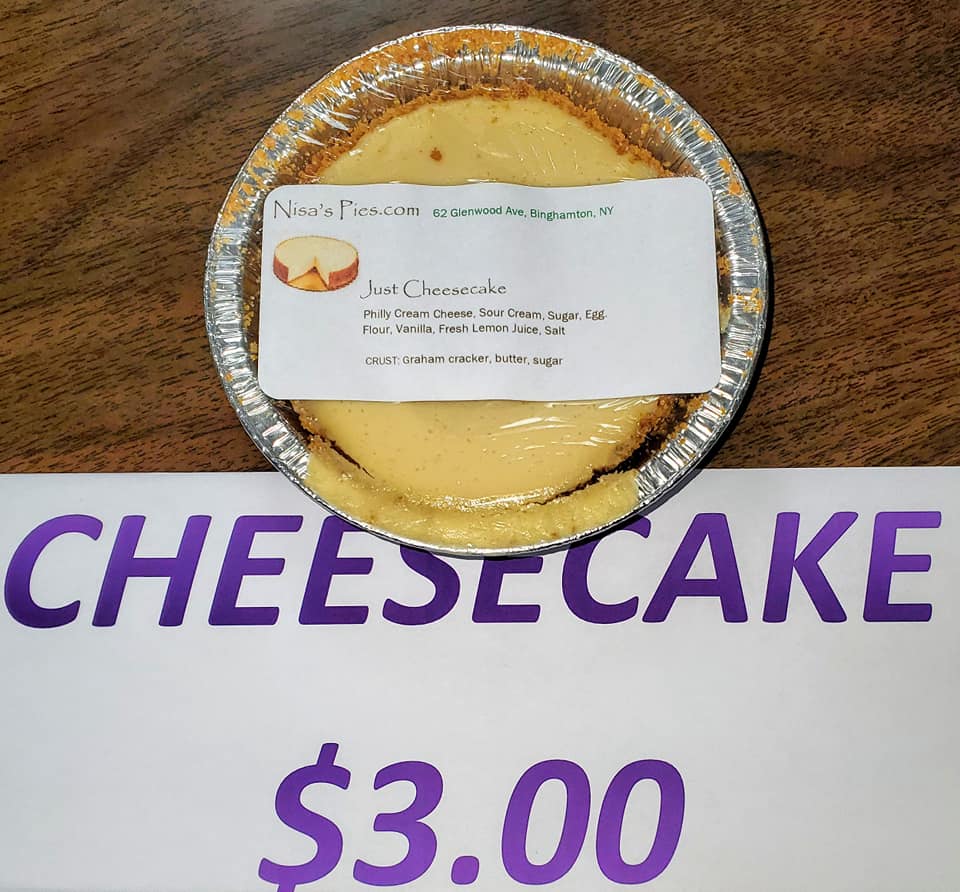 Nisa's Pies.com 62 Glenwood Ave, Binghamton, NY
Just Cheesecake
Philly Cream Cheese, Sour Cream, Sugar, Egg.
Flour, Vanilla, Fresh Lemon Juice, Salt
CRUST: Graham cracker, butter, sugar
CHEESECAKE
$3.00